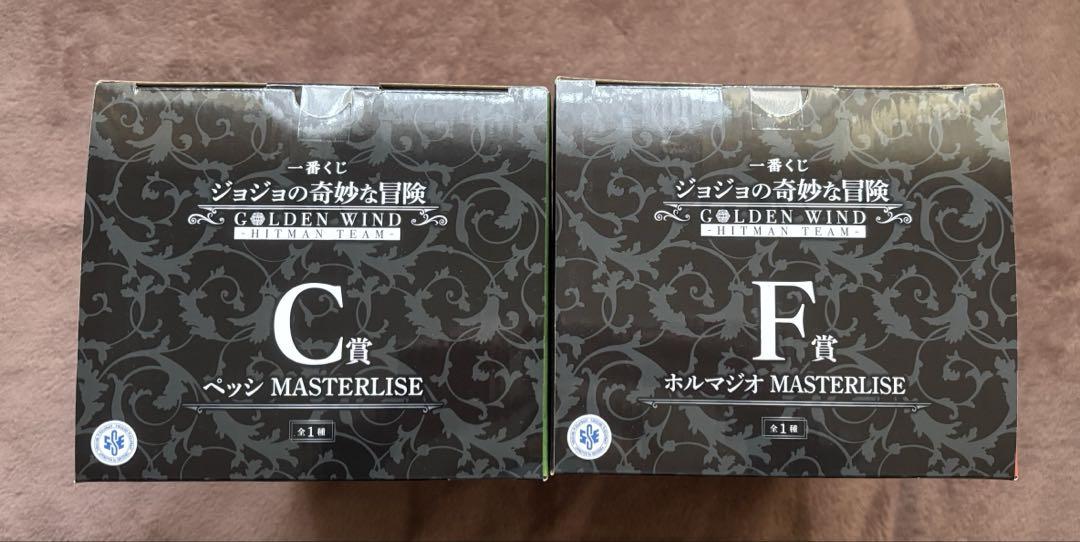 一番くじ
ジョジョの奇妙な冒険
GOLDEN WIND
-HITMAN TEAM-
C賞
ペッシ MASTERLISE
全1種
一番くじ
ジョジョの奇妙な冒険
GOLDEN WIND
-HITMAN TEAM-
F賞
ホルマジオ MASTERLISE
全1種